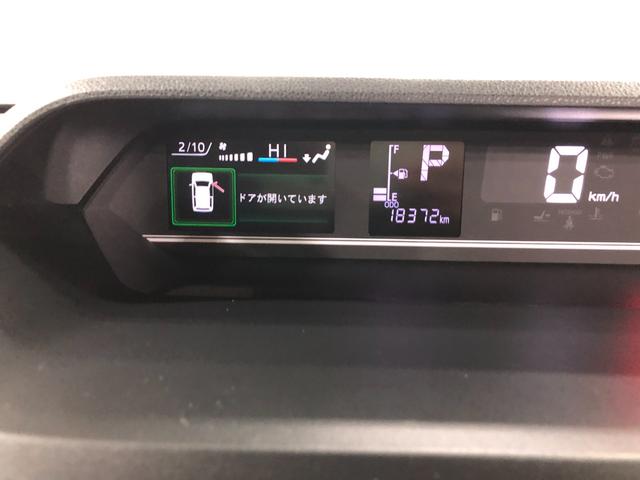 2/10 HI
ドアが開いています
F
E
P
ODO
18372km
0 km/h